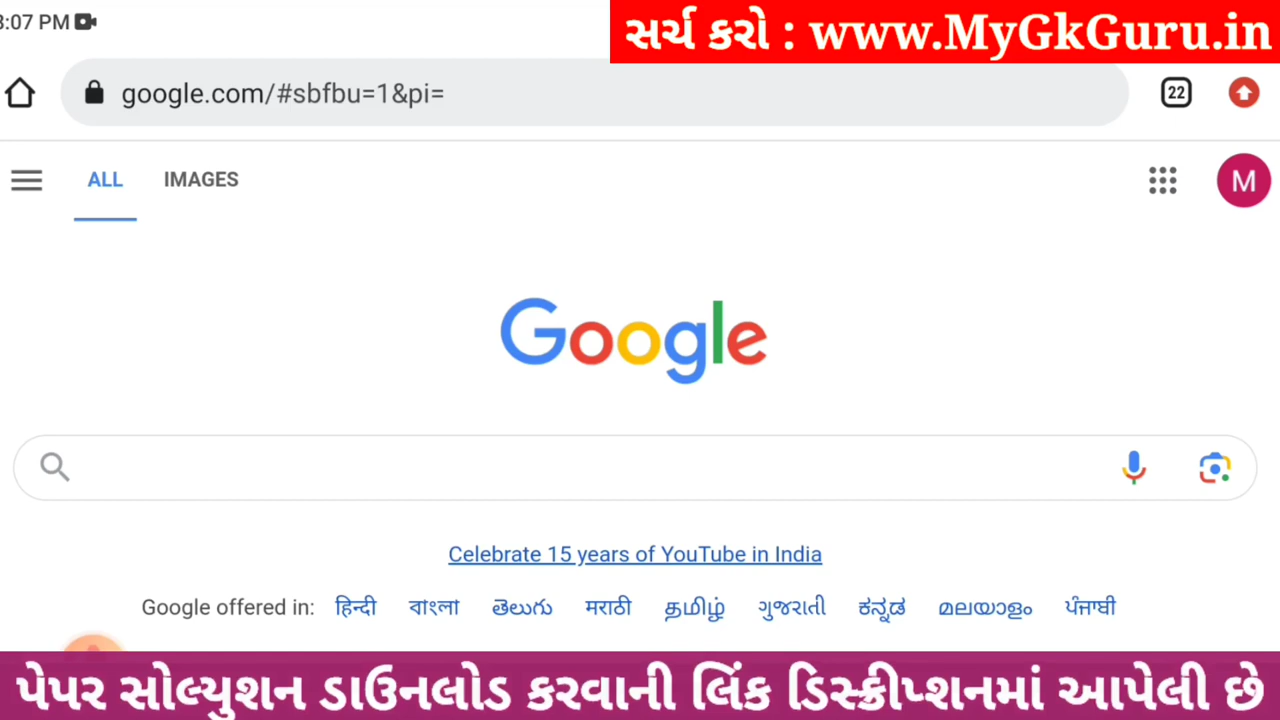 3:07 PM
સર્ચ કરો : www.MyGkGuru.in
google.com/#sbfbu=1&pi=
22
ALL IMAGES
M
Google
Celebrate 15 years of YouTube in India
Google offered in: हिन्दी বাংলা తెలుగు मराठी தமிழ் ગુજરાતી ಕನ್ನಡ മലയാളം ਪੰਜਾਬੀ
પેપર સોલ્યુશન ડાઉનલોડ કરવાની લિંક ડિસ્ક્રીપ્શનમાં આપેલી છે